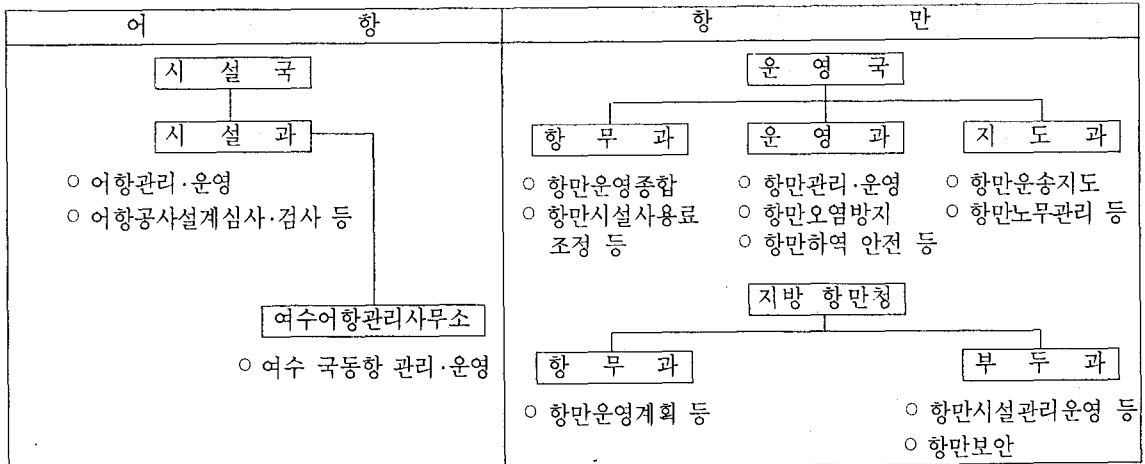 어 항
시 설 국
시 설 과
○ 어항관리·운영
○ 어항공사설계심사·검사 등
여수어항관리사무소
○ 여수 국동항 관리·운영
항 만
운 영 국
항 무 과
○ 항만운영종합
○ 항만시설사용료
조정 등
운 영 과
○ 항만관리·운영
○ 항만오염방지
○ 항만하역 안전 등
지 도 과
○ 항만운송지도
○ 항만노무관리 등
지방 항만청
항 무 과
○ 항만운영계획 등
부 두 과
○ 항만시설관리운영 등
○ 항만보안